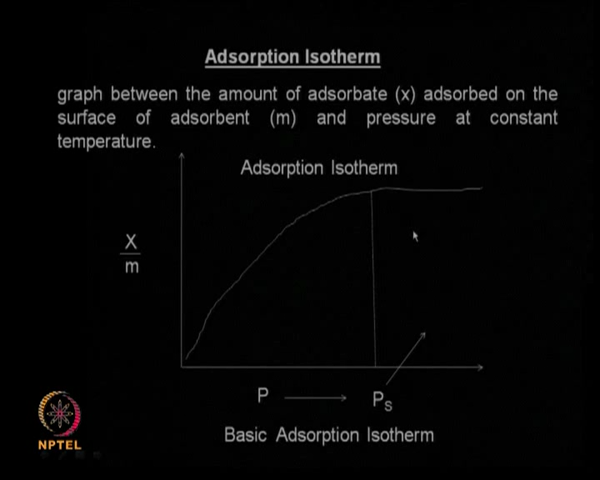 Adsorption Isotherm
graph between the amount of adsorbate (x) adsorbed on the
surface of adsorbent (m) and pressure at constant
temperature.
Adsorption Isotherm
X
m
P
Ps
Basic Adsorption Isotherm
NPTEL